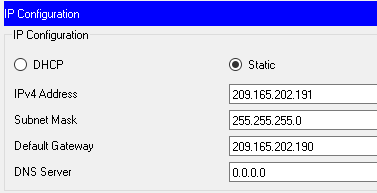 IP Configuration
IP Configuration
DHCP Static
IPv4 Address 209.165.202.191
Subnet Mask 255.255.255.0
Default Gateway 209.165.202.190
DNS Server 0.0.0.0